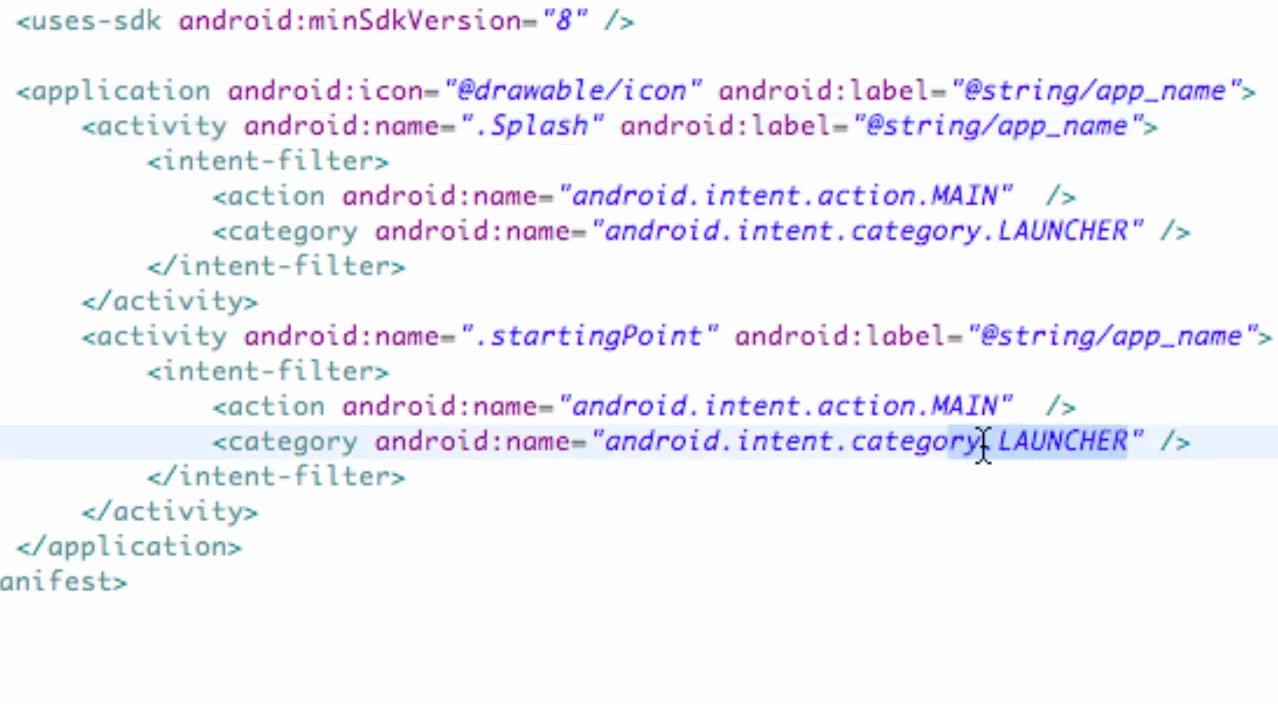 <uses-sdk android:minSdkVersion="8" />
<application android:icon="@drawable/icon" android:label="@string/app_name">
<activity android:name=".Splash" android:label="@string/app_name">
<intent-filter>
<action android:name="android.intent.action.MAIN"  />
<category android:name="android.intent.category.LAUNCHER" />
</intent-filter>
</activity>
<activity android:name=".startingPoint" android:label="@string/app_name">
<intent-filter>
<action android:name="android.intent.action.MAIN"  />
<category android:name="android.intent.category.LAUNCHER" />
</intent-filter>
</activity>
</application>
anifest>